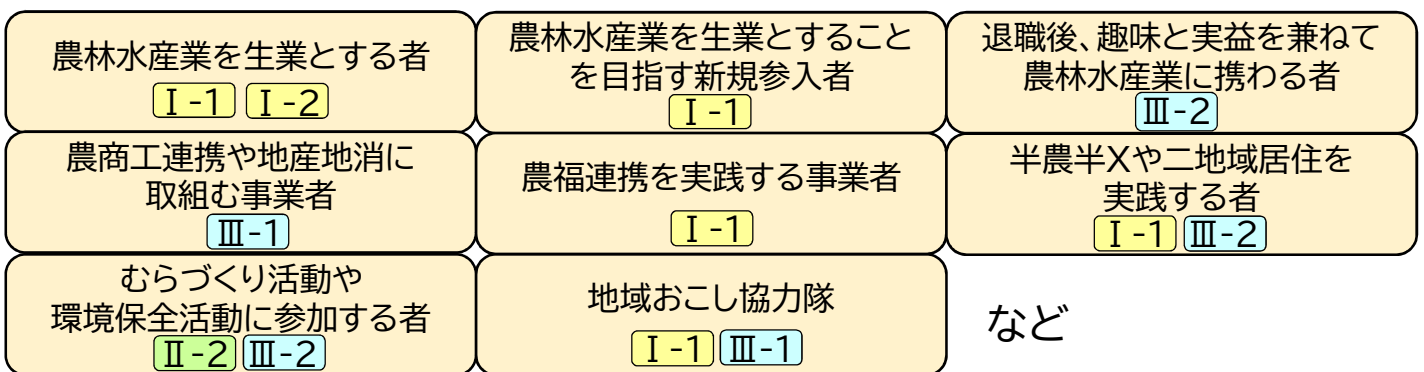 農林水産業を生業とする者
Ⅰ-1 Ⅰ-2
農林水産業を生業とすること
を目指す新規参入者
Ⅰ-1
退職後、趣味と実益を兼ねて
農林水産業に携わる者
Ⅲ-2
農商工連携や地産地消に
取組む事業者
Ⅲ-1
農福連携を実践する事業者
Ⅰ-1
半農半Xや二地域居住を
実践する者
Ⅰ-1 Ⅲ-2
むらづくり活動や
環境保全活動に参加する者
Ⅱ-2 Ⅲ-2
地域おこし協力隊
Ⅰ-1 Ⅲ-1
など